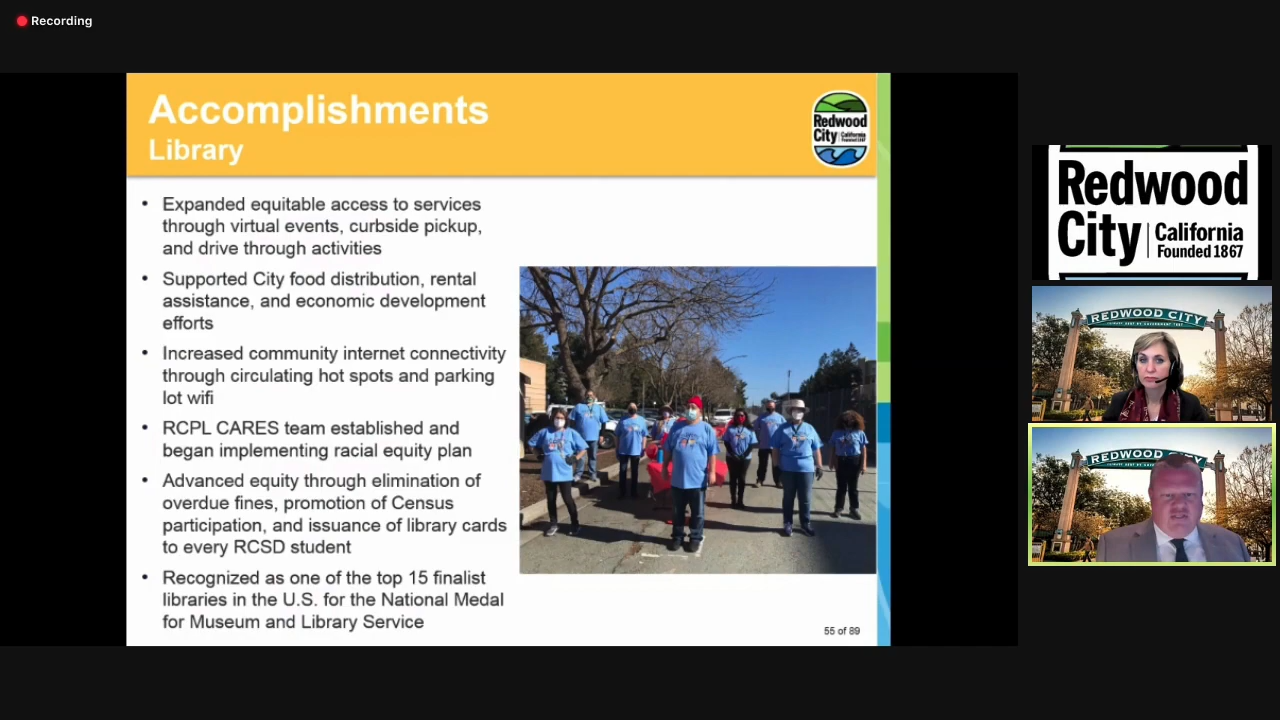 Recording
Accomplishments
Library
Redwood
City California
Founded 1867
• Expanded equitable access to services
through virtual events, curbside pickup,
and drive through activities
• Supported City food distribution, rental
assistance, and economic development
efforts
• Increased community internet connectivity
through circulating hot spots and parking
lot wifi
• RCPL CARES team established and
began implementing racial equity plan
• Advanced equity through elimination of
overdue fines, promotion of Census
participation, and issuance of library cards
to every RCSD student
• Recognized as one of the top 15 finalist
libraries in the U.S. for the National Medal
for Museum and Library Service
55 of 89
Redwood
City California
Founded 1867
REDWOOD CITY
REDWOOD CITY